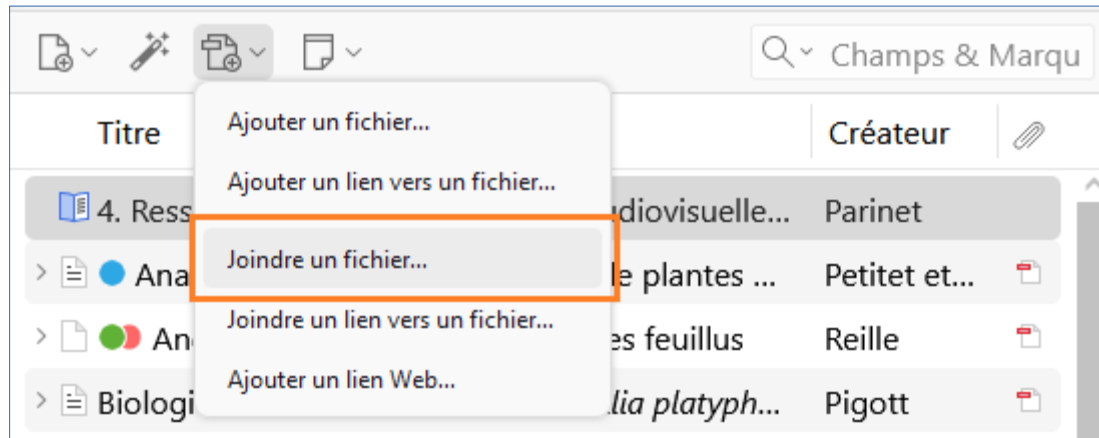 Champs & Marqu
Titre
Créateur
Ajouter un fichier...
Ajouter un lien vers un fichier...
4. Ress
udiovisuelle...
Parinet
Joindre un fichier...
Ana
le plantes ...
Petitet et...
Joindre un lien vers un fichier...
An
es feuillus
Reille
Ajouter un lien Web...
Biologi
lia platyph...
Pigott